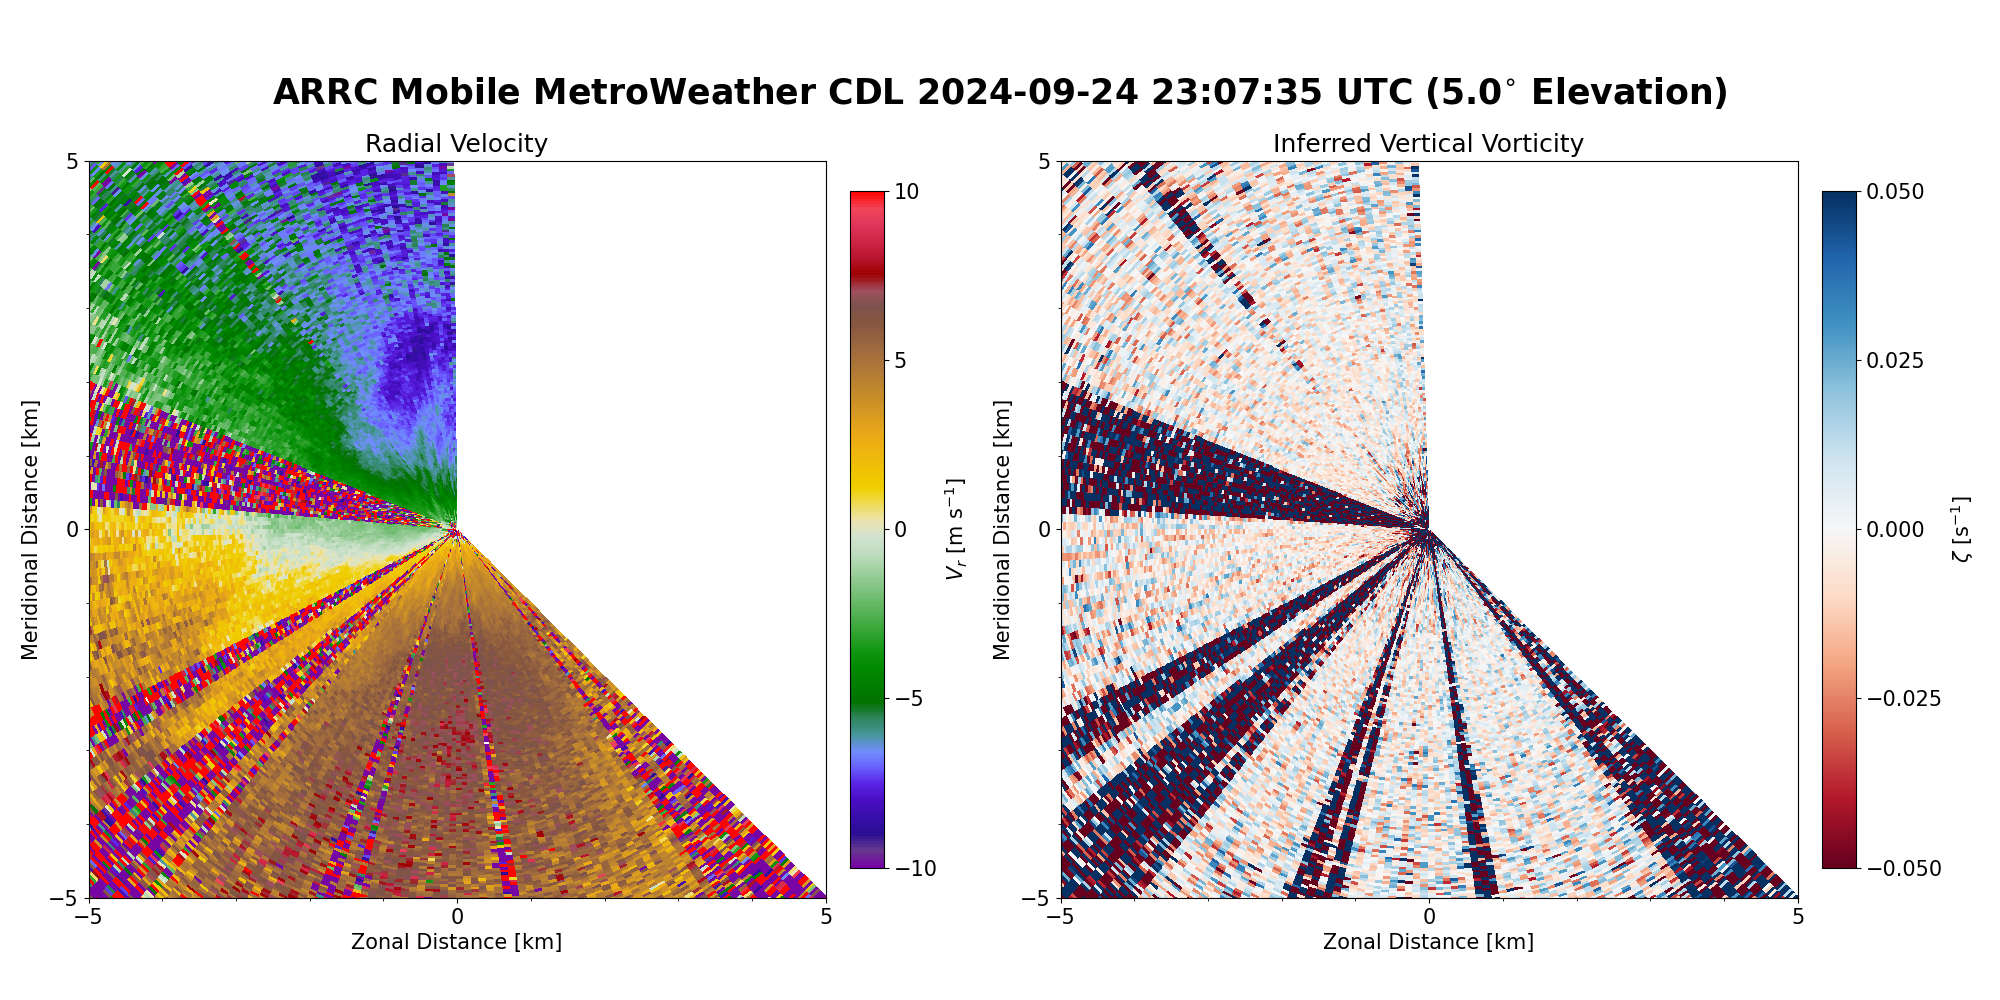 ARRC Mobile MetroWeather CDL 2024-09-24 23:07:35 UTC (5.0° Elevation)
Radial Velocity
Inferred Vertical Vorticity
5
0
−5
Meridional Distance [km]
−5
0
5
Zonal Distance [km]
10
5
0
−5
−10
Vr [m s−1]
5
0
−5
Meridional Distance [km]
−5
0
5
Zonal Distance [km]
0.050
0.025
0.000
−0.025
−0.050
ζ [s−1]